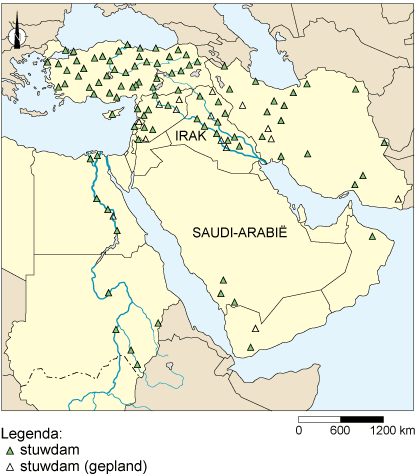 IRAK
SAUDI-ARABIË
0 600 1200 km
Legenda:
stuwdam
stuwdam (gepland)